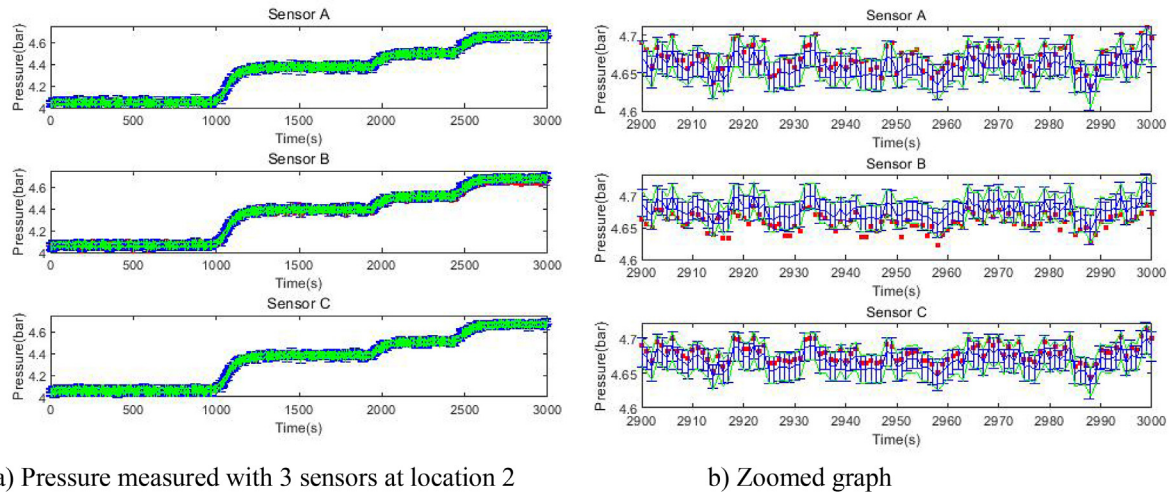 Sensor A
Pressure(bar)
4.6
4.4
4.2
4
0 500 1000 1500 2000 2500 3000
Time(s)
Sensor B
Pressure(bar)
4.6
4.4
4.2
4
0 500 1000 1500 2000 2500 3000
Time(s)
Sensor C
Pressure(bar)
4.6
4.4
4.2
4
0 500 1000 1500 2000 2500 3000
Time(s)
a) Pressure measured with 3 sensors at location 2
Sensor A
Pressure(bar)
4.7
4.65
4.6
2900 2910 2920 2930 2940 2950 2960 2970 2980 2990 3000
Time(s)
Sensor B
Pressure(bar)
4.7
4.65
4.6
2900 2910 2920 2930 2940 2950 2960 2970 2980 2990 3000
Time(s)
Sensor C
Pressure(bar)
4.7
4.65
4.6
2900 2910 2920 2930 2940 2950 2960 2970 2980 2990 3000
Time(s)
b) Zoomed graph